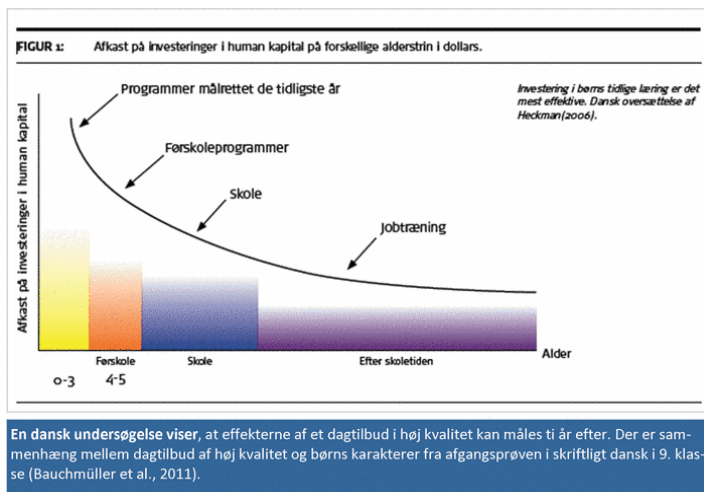 FIGUR 1: Afkast på investeringer i human kapital på forskellige alderstrin i dollars.
Programmer målrettet de tidligste år
Investering i børns tidlige læring er det
mest effektive. Dansk oversættelse af
Heckman(2006).
Førskoleprogrammer
Skole
Jobtræning
Afkast på investeringer i human kapital
Alder
Førskole
Skole
Efter skoletiden
0-3
4-5
En dansk undersøgelse viser, at effekterne af et dagtilbud i høj kvalitet kan måles ti år efter. Der er sam-
menhæng mellem dagtilbud af høj kvalitet og børns karakterer fra afgangsprøven i skriftligt dansk i 9. klas-
se (Bauchmüller et al., 2011).